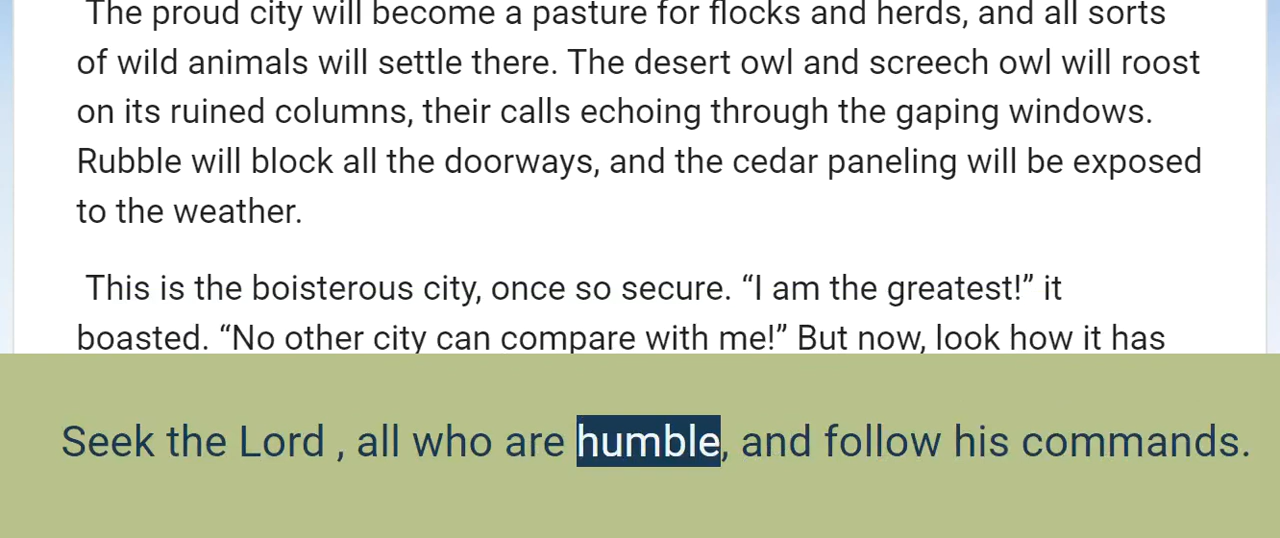 The proud city will become a pasture for flocks and herds, and all sorts
of wild animals will settle there. The desert owl and screech owl will roost
on its ruined columns, their calls echoing through the gaping windows.
Rubble will block all the doorways, and the cedar paneling will be exposed
to the weather.
This is the boisterous city, once so secure. “I am the greatest!” it
boasted. “No other city can compare with me!” But now, look how it has
Seek the Lord , all who are humble, and follow his commands.